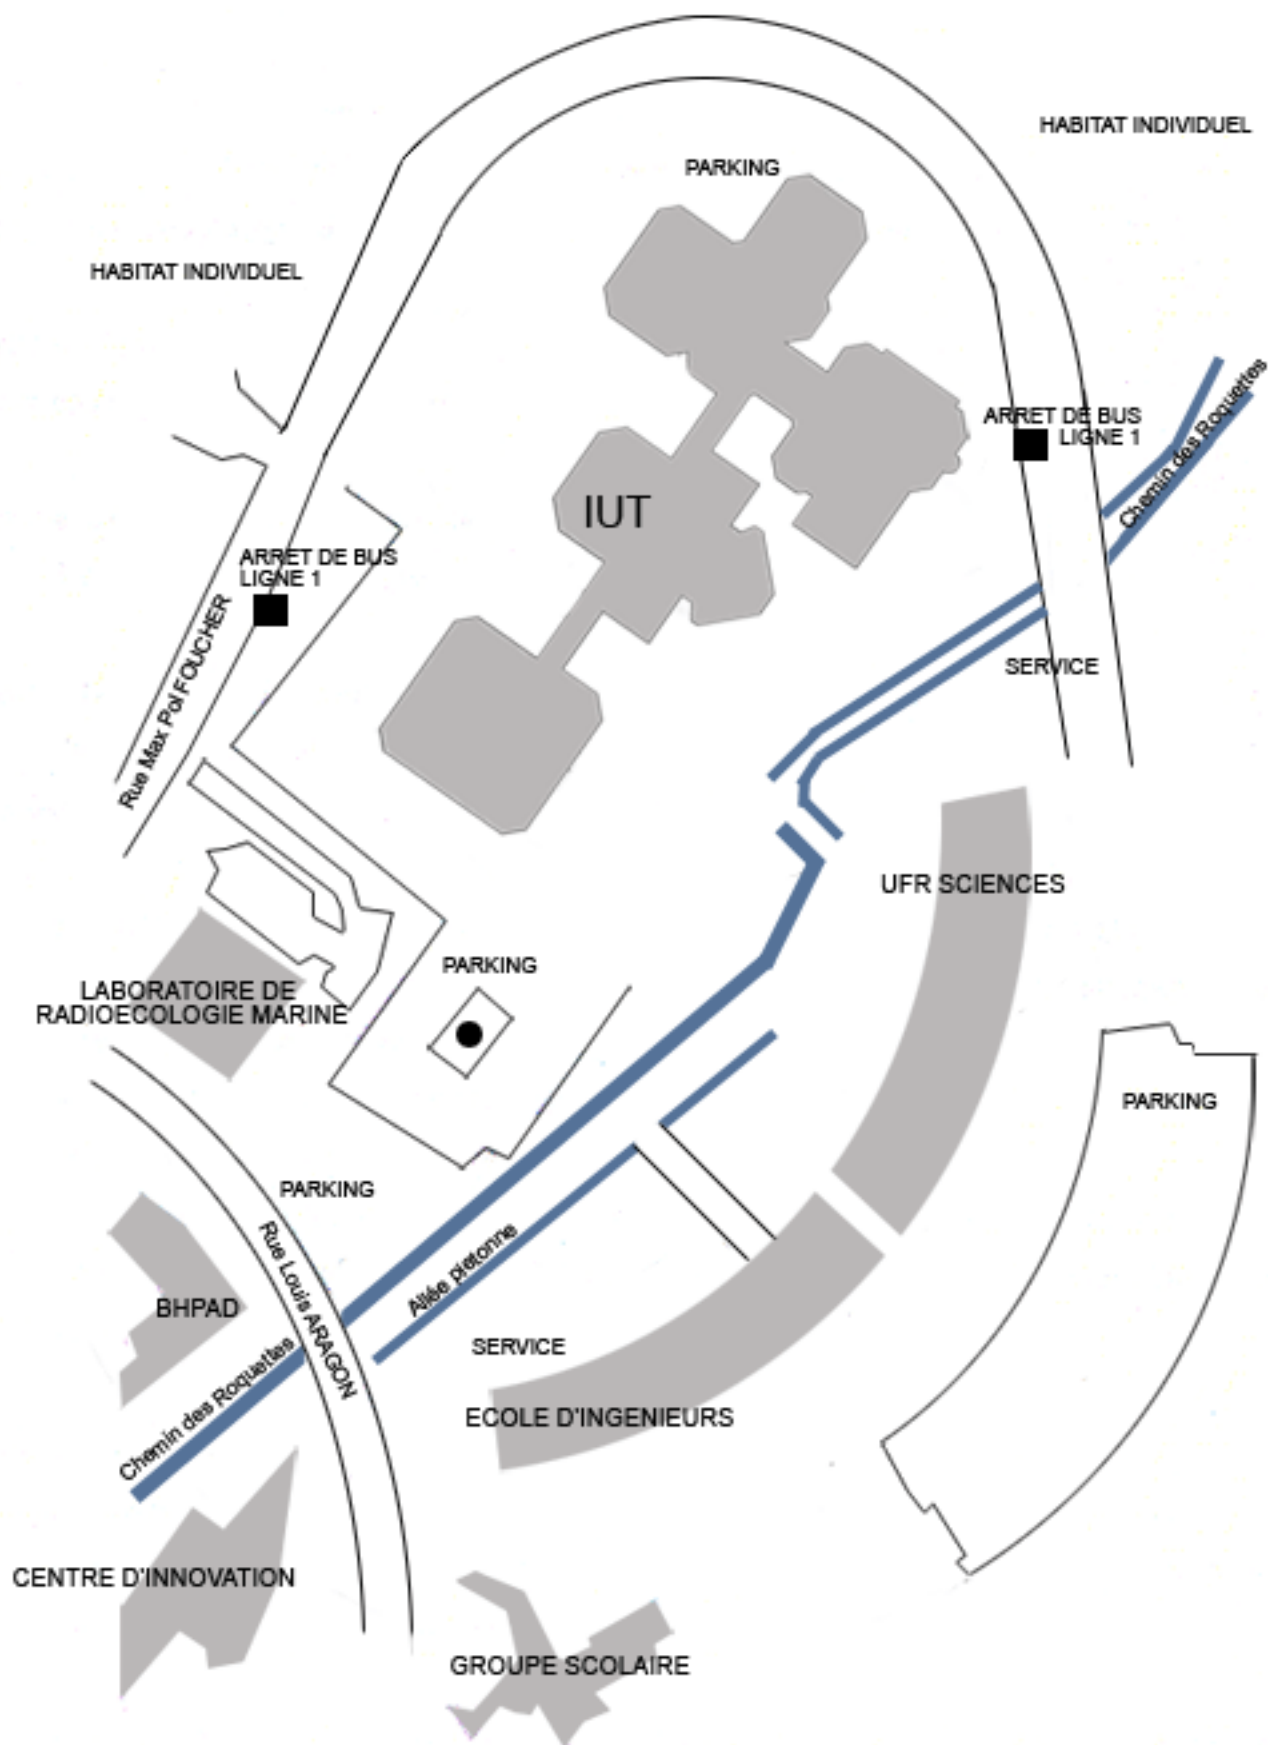 HABITAT INDIVIDUEL
PARKING
HABITAT INDIVIDUEL
ARRET DE BUS
LIGNE 1
Chemin des Roquettes
IUT
ARRET DE BUS
LIGNE 1
Rue Max Pol FOUCHER
SERVICE
UFR SCIENCES
PARKING
LABORATOIRE DE
RADIOECOLOGIE MARINE
PARKING
PARKING
Rue Louis ARAGON
Allée pietonne
BHPAD
SERVICE
Chemin des Roquettes
ECOLE D'INGENIEURS
CENTRE D'INNOVATION
GROUPE SCOLAIRE